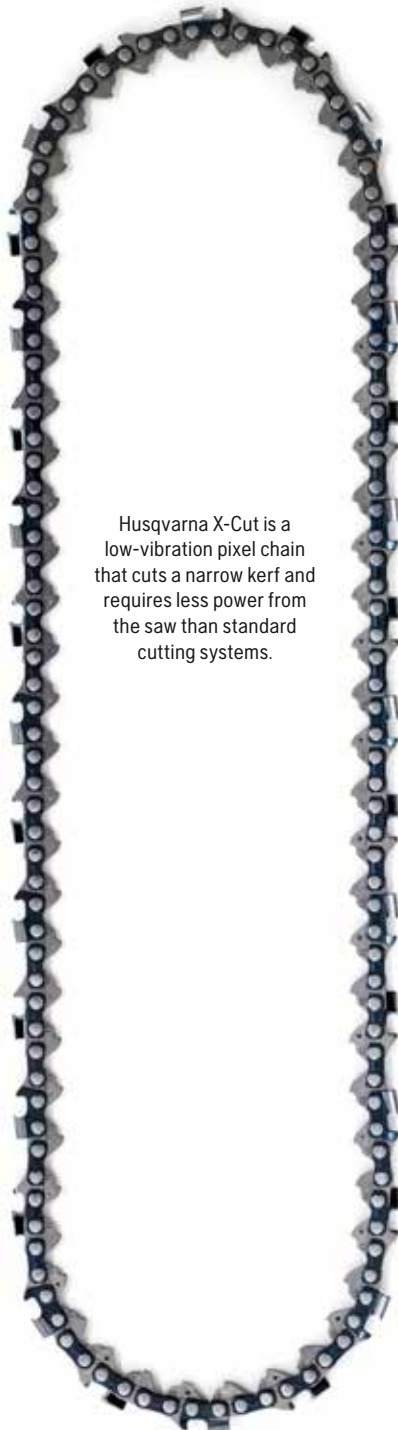 Husqvarna X-Cut is a
low-vibration pixel chain
that cuts a narrow kerf and
requires less power from
the saw than standard
cutting systems.